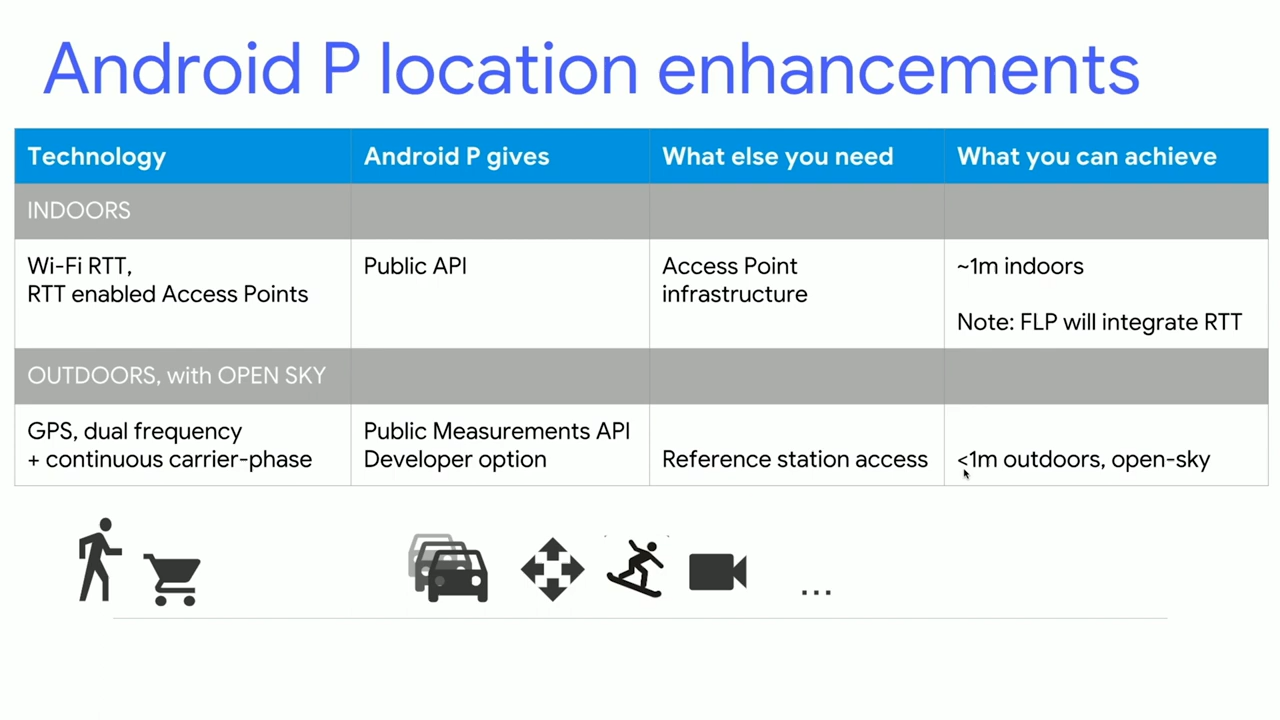 Android P location enhancements
Technology
Android P gives
What else you need
What you can achieve
INDOORS
Wi-Fi RTT,
RTT enabled Access Points
Public API
Access Point
infrastructure
~1m indoors
Note: FLP will integrate RTT
OUTDOORS, with OPEN SKY
GPS, dual frequency
+ continuous carrier-phase
Public Measurements API
Developer option
Reference station access
<1m outdoors, open-sky
...